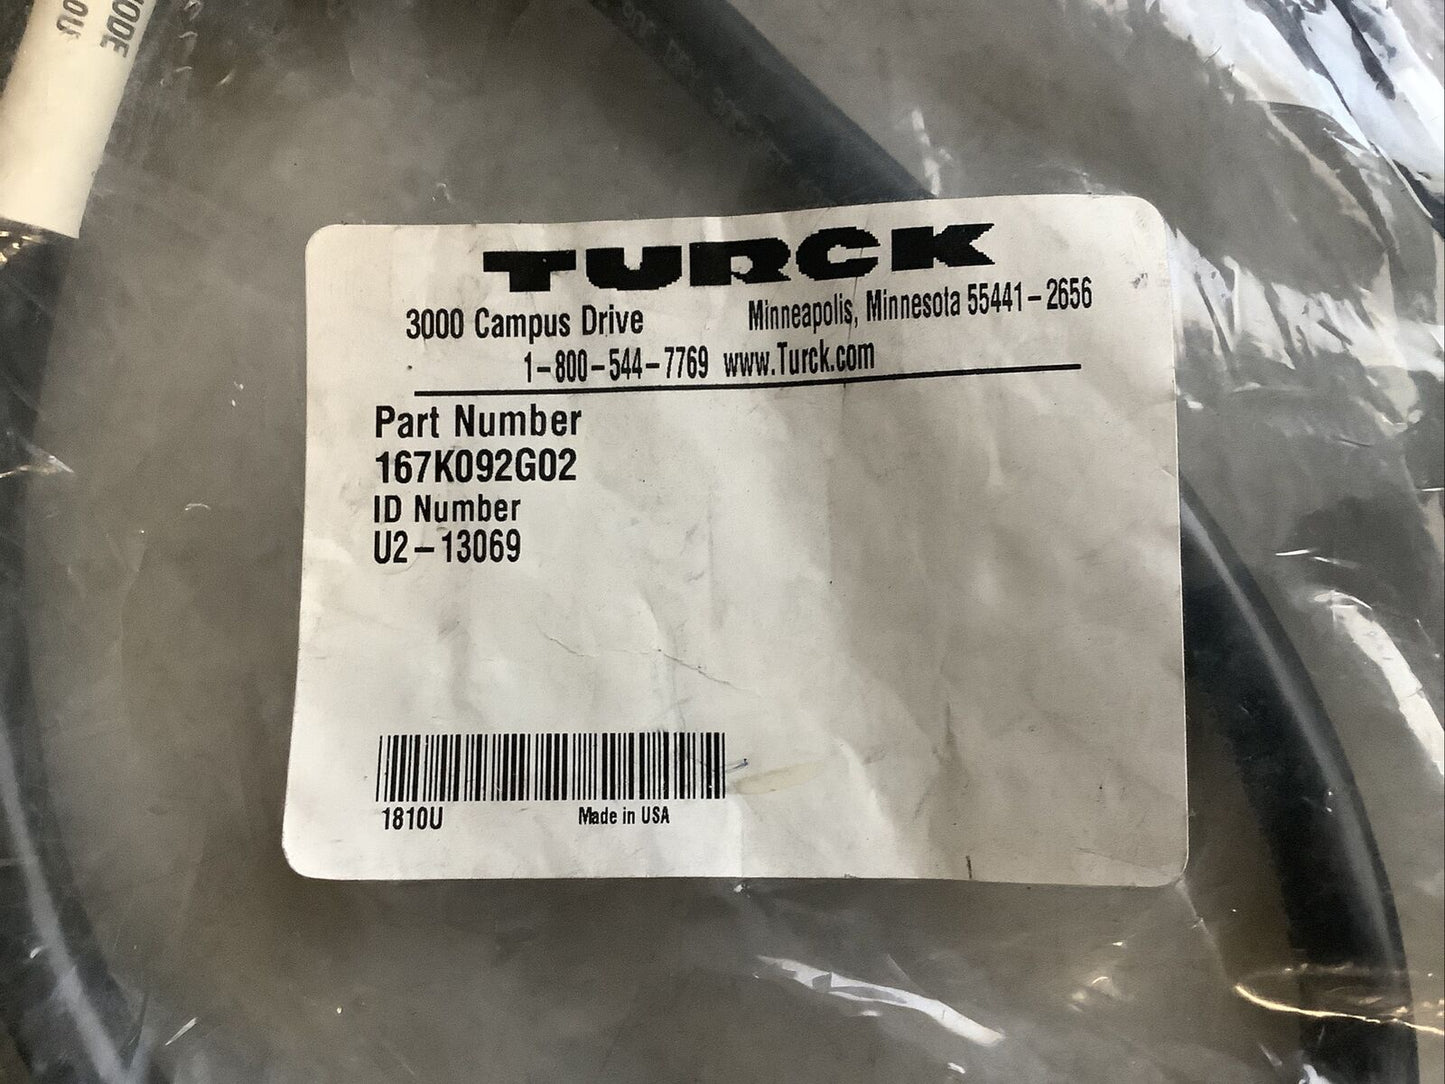 TURCK
3000 Campus Drive Minneapolis, Minnesota 55441-2656
1-800-544-7769 www.Turck.com
Part Number
167K092G02
ID Number
U2-13069
1810U
Made in USA